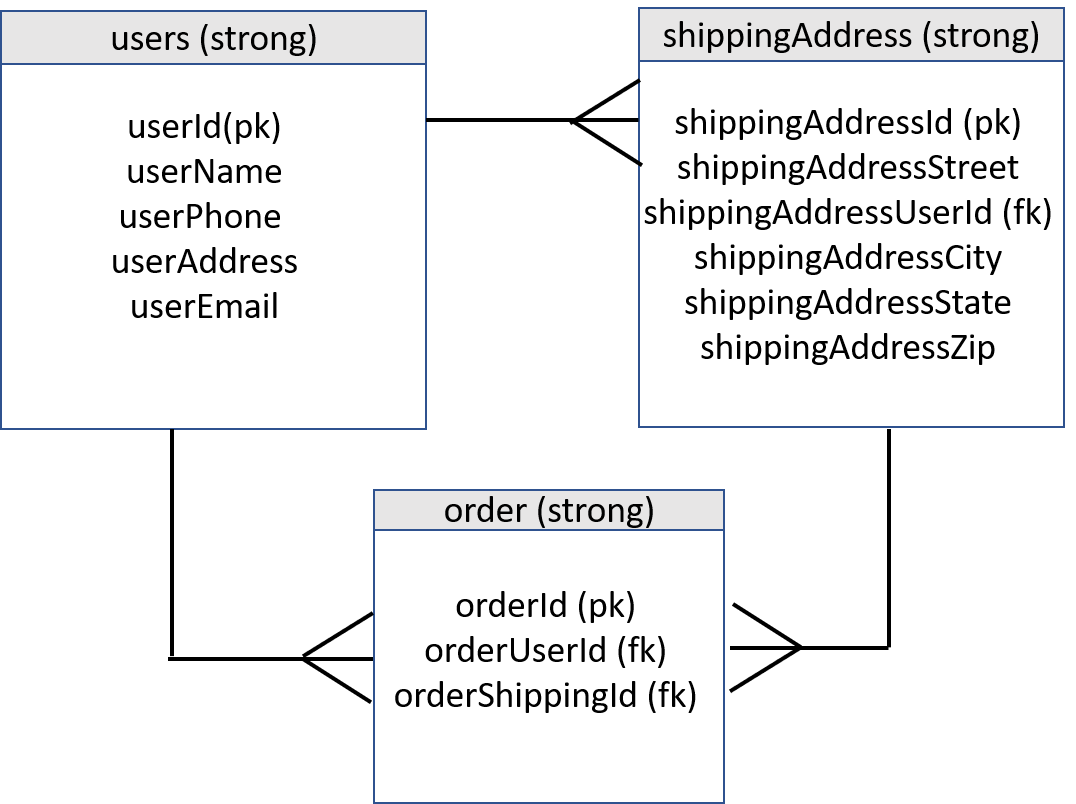 users (strong)
userId(pk)
userName
userPhone
userAddress
userEmail
shippingAddress (strong)
shippingAddressId (pk)
shippingAddressStreet
shippingAddressUserId (fk)
shippingAddressCity
shippingAddressState
shippingAddressZip
order (strong)
orderId (pk)
orderUserId (fk)
orderShippingId (fk)